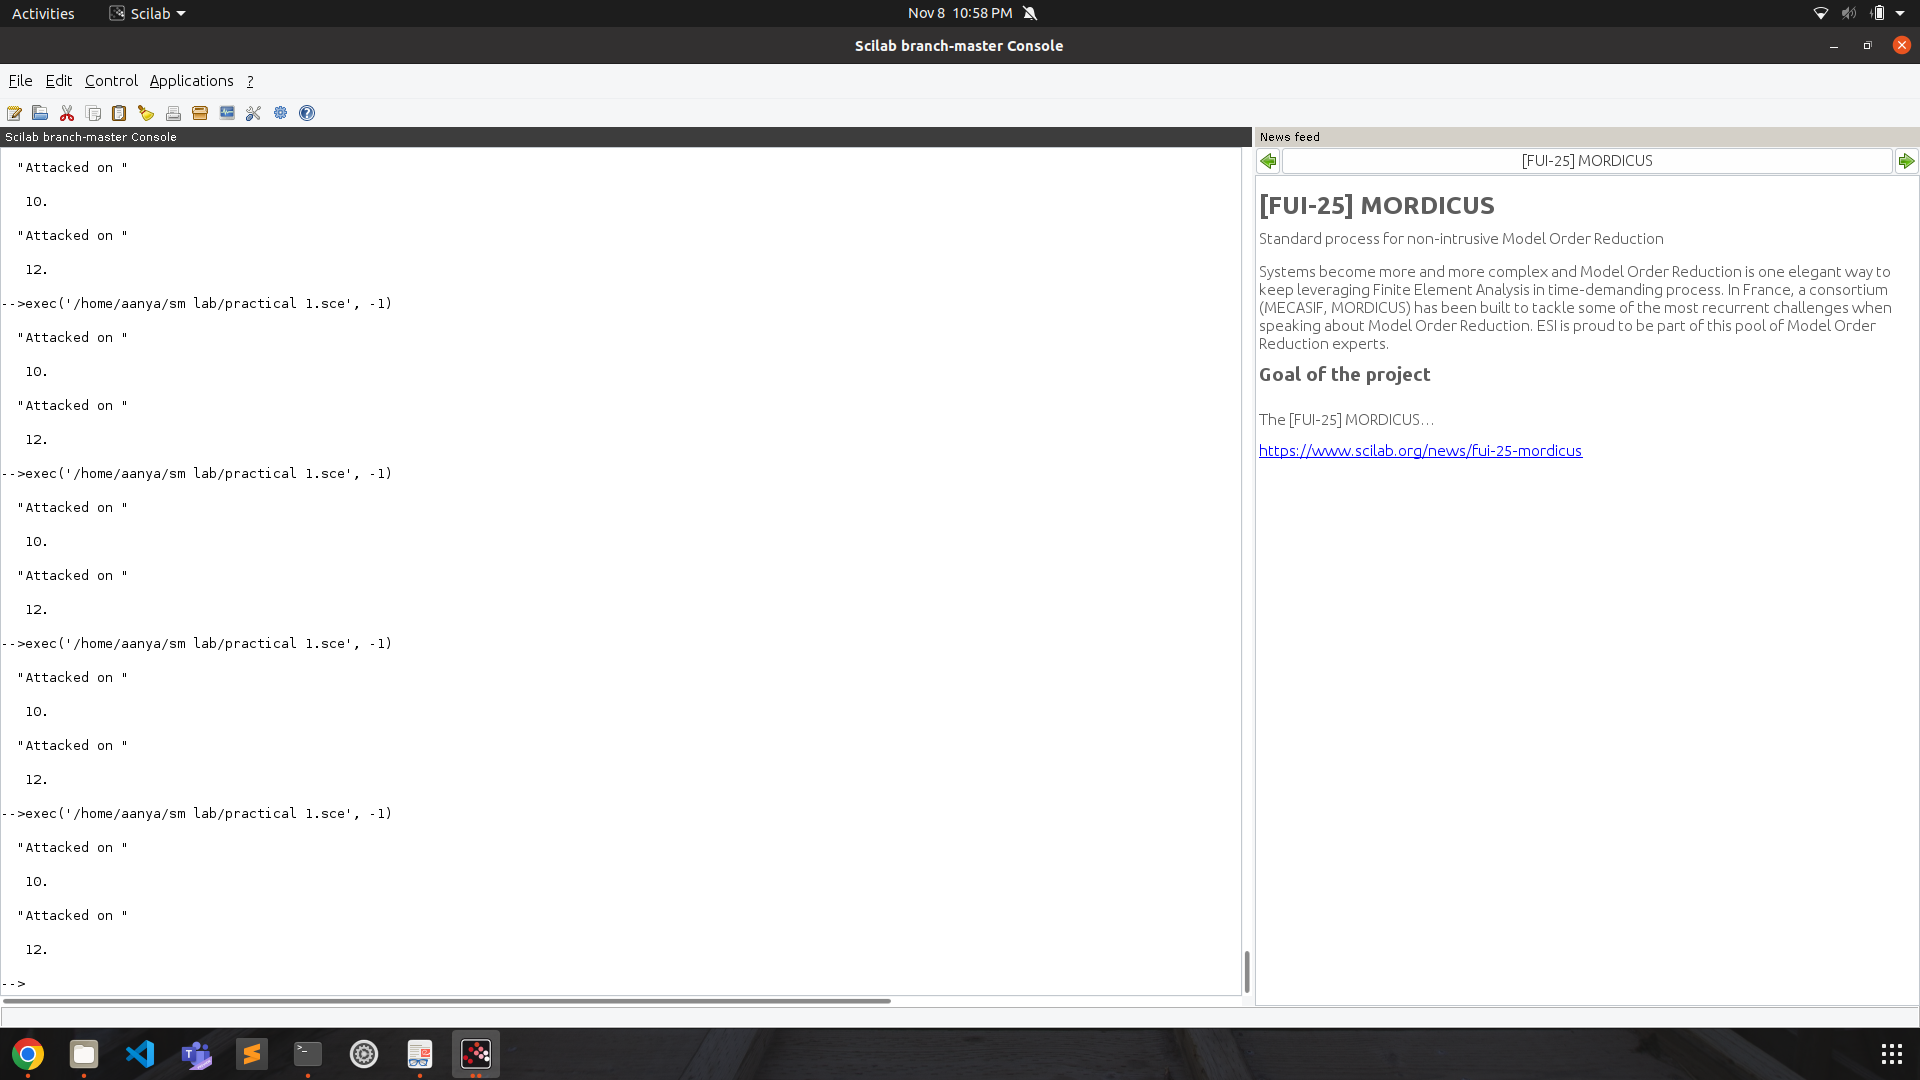 Activities
Scilab
Nov 8 10:58 PM
Scilab branch-master Console
File Edit Control Applications ?
Scilab branch-master Console
"Attacked on "
10.
"Attacked on "
12.
-->exec('/home/aanya/sm lab/practical 1.sce', -1)
"Attacked on "
10.
"Attacked on "
12.
-->exec('/home/aanya/sm lab/practical 1.sce', -1)
"Attacked on "
10.
"Attacked on "
12.
-->exec('/home/aanya/sm lab/practical 1.sce', -1)
"Attacked on "
10.
"Attacked on "
12.
-->exec('/home/aanya/sm lab/practical 1.sce', -1)
"Attacked on "
10.
"Attacked on "
12.
-->
News feed
[FUI-25] MORDICUS
[FUI-25] MORDICUS
Standard process for non-intrusive Model Order Reduction
Systems become more and more complex and Model Order Reduction is one elegant way to
keep leveraging Finite Element Analysis in time-demanding process. In France, a consortium
(MECASIF, MORDICUS) has been built to tackle some of the most recurrent challenges when
speaking about Model Order Reduction. ESI is proud to be part of this pool of Model Order
Reduction experts.
Goal of the project
The [FUI-25] MORDICUS...
https://www.scilab.org/news/fui-25-mordicus